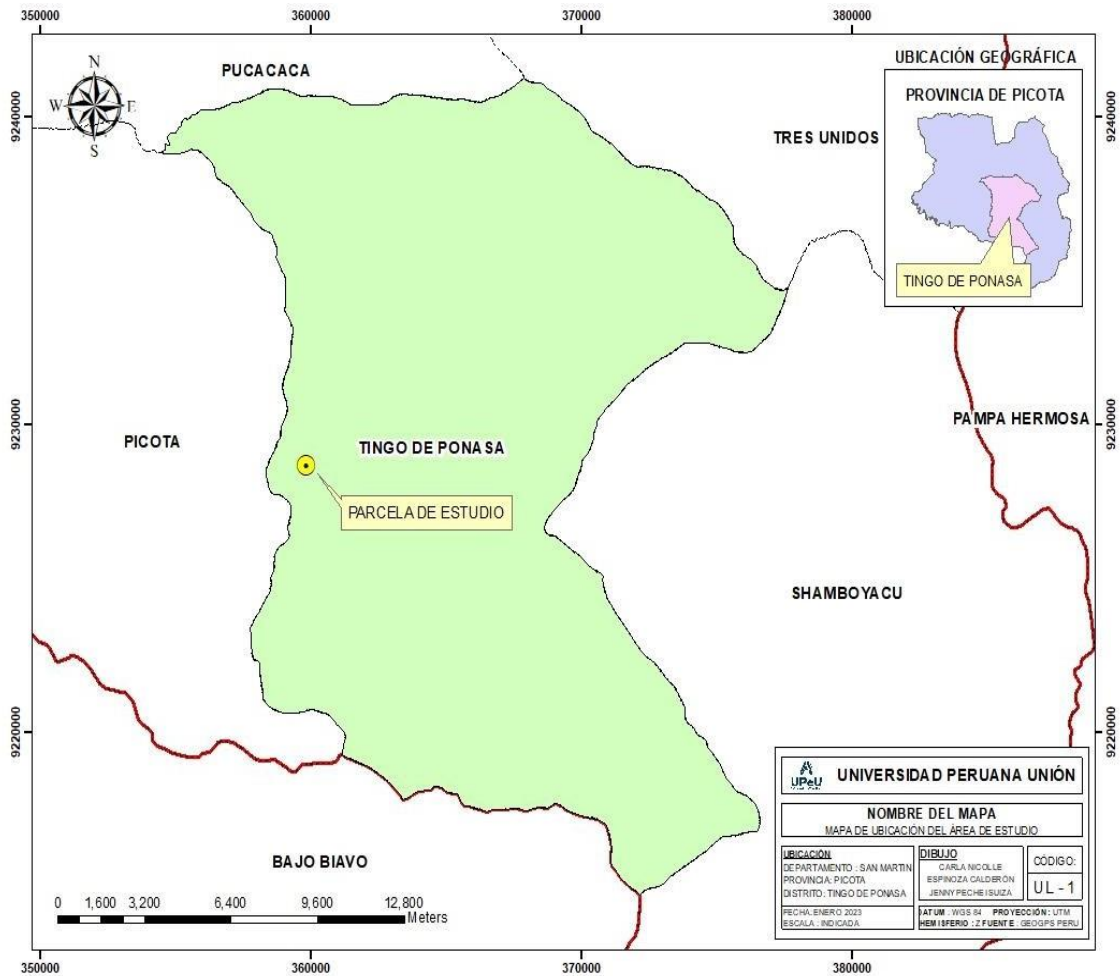 350000 360000 370000 380000
PUCACACA
N
W E
S
UBICACIÓN GEOGRÁFICA
PROVINCIA DE PICOTA
TINGO DE PONASA
TRES UNIDOS
9240000 9240000
9230000 9230000
PAMPA HERMOSA
PICOTA
TINGO DE PONASA
PARCELA DE ESTUDIO
SHAMBOYACU
9220000 9220000
BAJO BIAVO
0 1,600 3,200 6,400 9,600 12,800
Meters
UPeU
UNIVERSIDAD PERUANA UNIÓN
NOMBRE DEL MAPA
MAPA DE UBICACIÓN DEL ÁREA DE ESTUDIO
UBICACIÓN
DEPARTAMENTO : SAN MARTIN
PROVINCIA: PICOTA
DISTRITO: TINGO DE PONASA
DIBUJO
CARLA NICOLLE
ESPINOZA CALDERÓN
JENNY PECHE ISUIZA
CÓDIGO:
UL - 1
FECHA: ENERO 2023
ESCALA : INDICADA
DATUM : WGS 84 PROYECCIÓN : UTM
HEMISFERIO : Z FUENTE : GEOGPS PERU
350000 360000 370000 380000